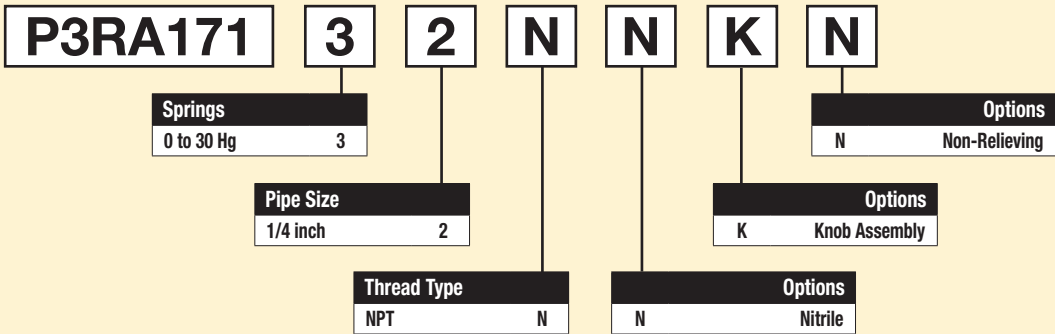 P3RA171 3 2 N N K N
Springs
0 to 30 Hg 3
Options
N Non-Relieving
Pipe Size
1/4 inch 2
Options
K Knob Assembly
Thread Type
NPT N
Options
N Nitrile